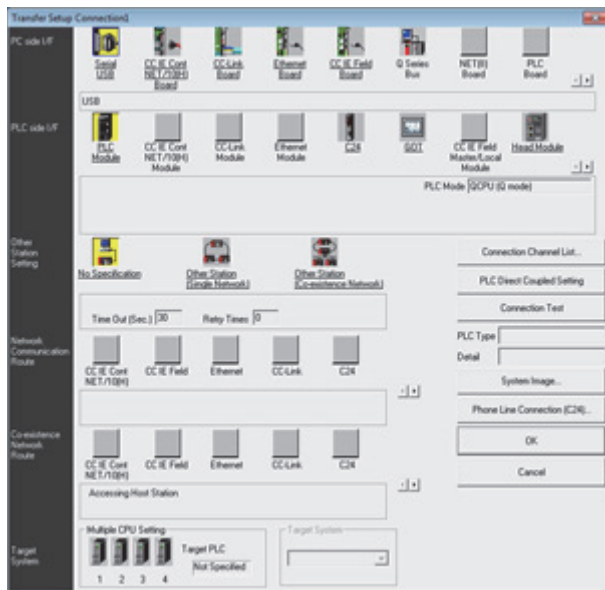 Transfer Setup Connection1
PC side I/F
Serial USB
CC IE Cont NET/10(H) Board
CC-Link Board
Ethernet Board
CC IE Field Board
Q Series Bus
NET(II) Board
PLC Board
USB
PLC side I/F
PLC Module
CC IE Cont NET/10(H) Module
CC-Link Module
Ethernet Module
C24
GOT
CC IE Field Master/Local Module
Head Module
PLC Mode QCPU (Q mode)
Other Station Setting
No Specification
Other Station (Single Network)
Other Station (Co-existence Network)
Time Out (Sec.) 30 Retry Times 0
Connection Channel List...
PLC Direct Coupled Setting
Connection Test
PLC Type
Detail
System Image...
Phone Line Connection (C24)...
OK
Cancel
Network Communication Route
CC IE Cont NET/10(H)
CC IE Field
Ethernet
CC-Link
C24
Co-existence Network Route
CC IE Cont NET/10(H)
CC IE Field
Ethernet
CC-Link
C24
Accessing Host Station
Target System
Multiple CPU Setting
1 2 3 4
Target PLC
Not Specified
Target System